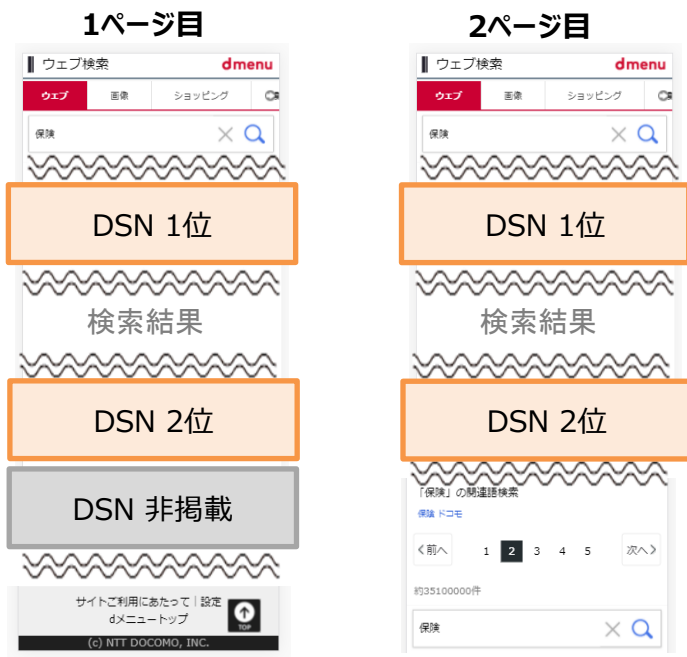 1ページ目
ウェブ検索
dmenu
ウェブ
画像
ショッピング
保険
DSN 1位
検索結果
DSN 2位
DSN 非掲載
サイトご利用にあたって｜設定
dメニュートップ
TOP
(c) NTT DOCOMO, INC.
2ページ目
ウェブ検索
dmenu
ウェブ
画像
ショッピング
保険
DSN 1位
検索結果
DSN 2位
「保険」の関連語検索
保険 ドコモ
前へ 1 2 3 4 5 次へ
約35100000件
保険